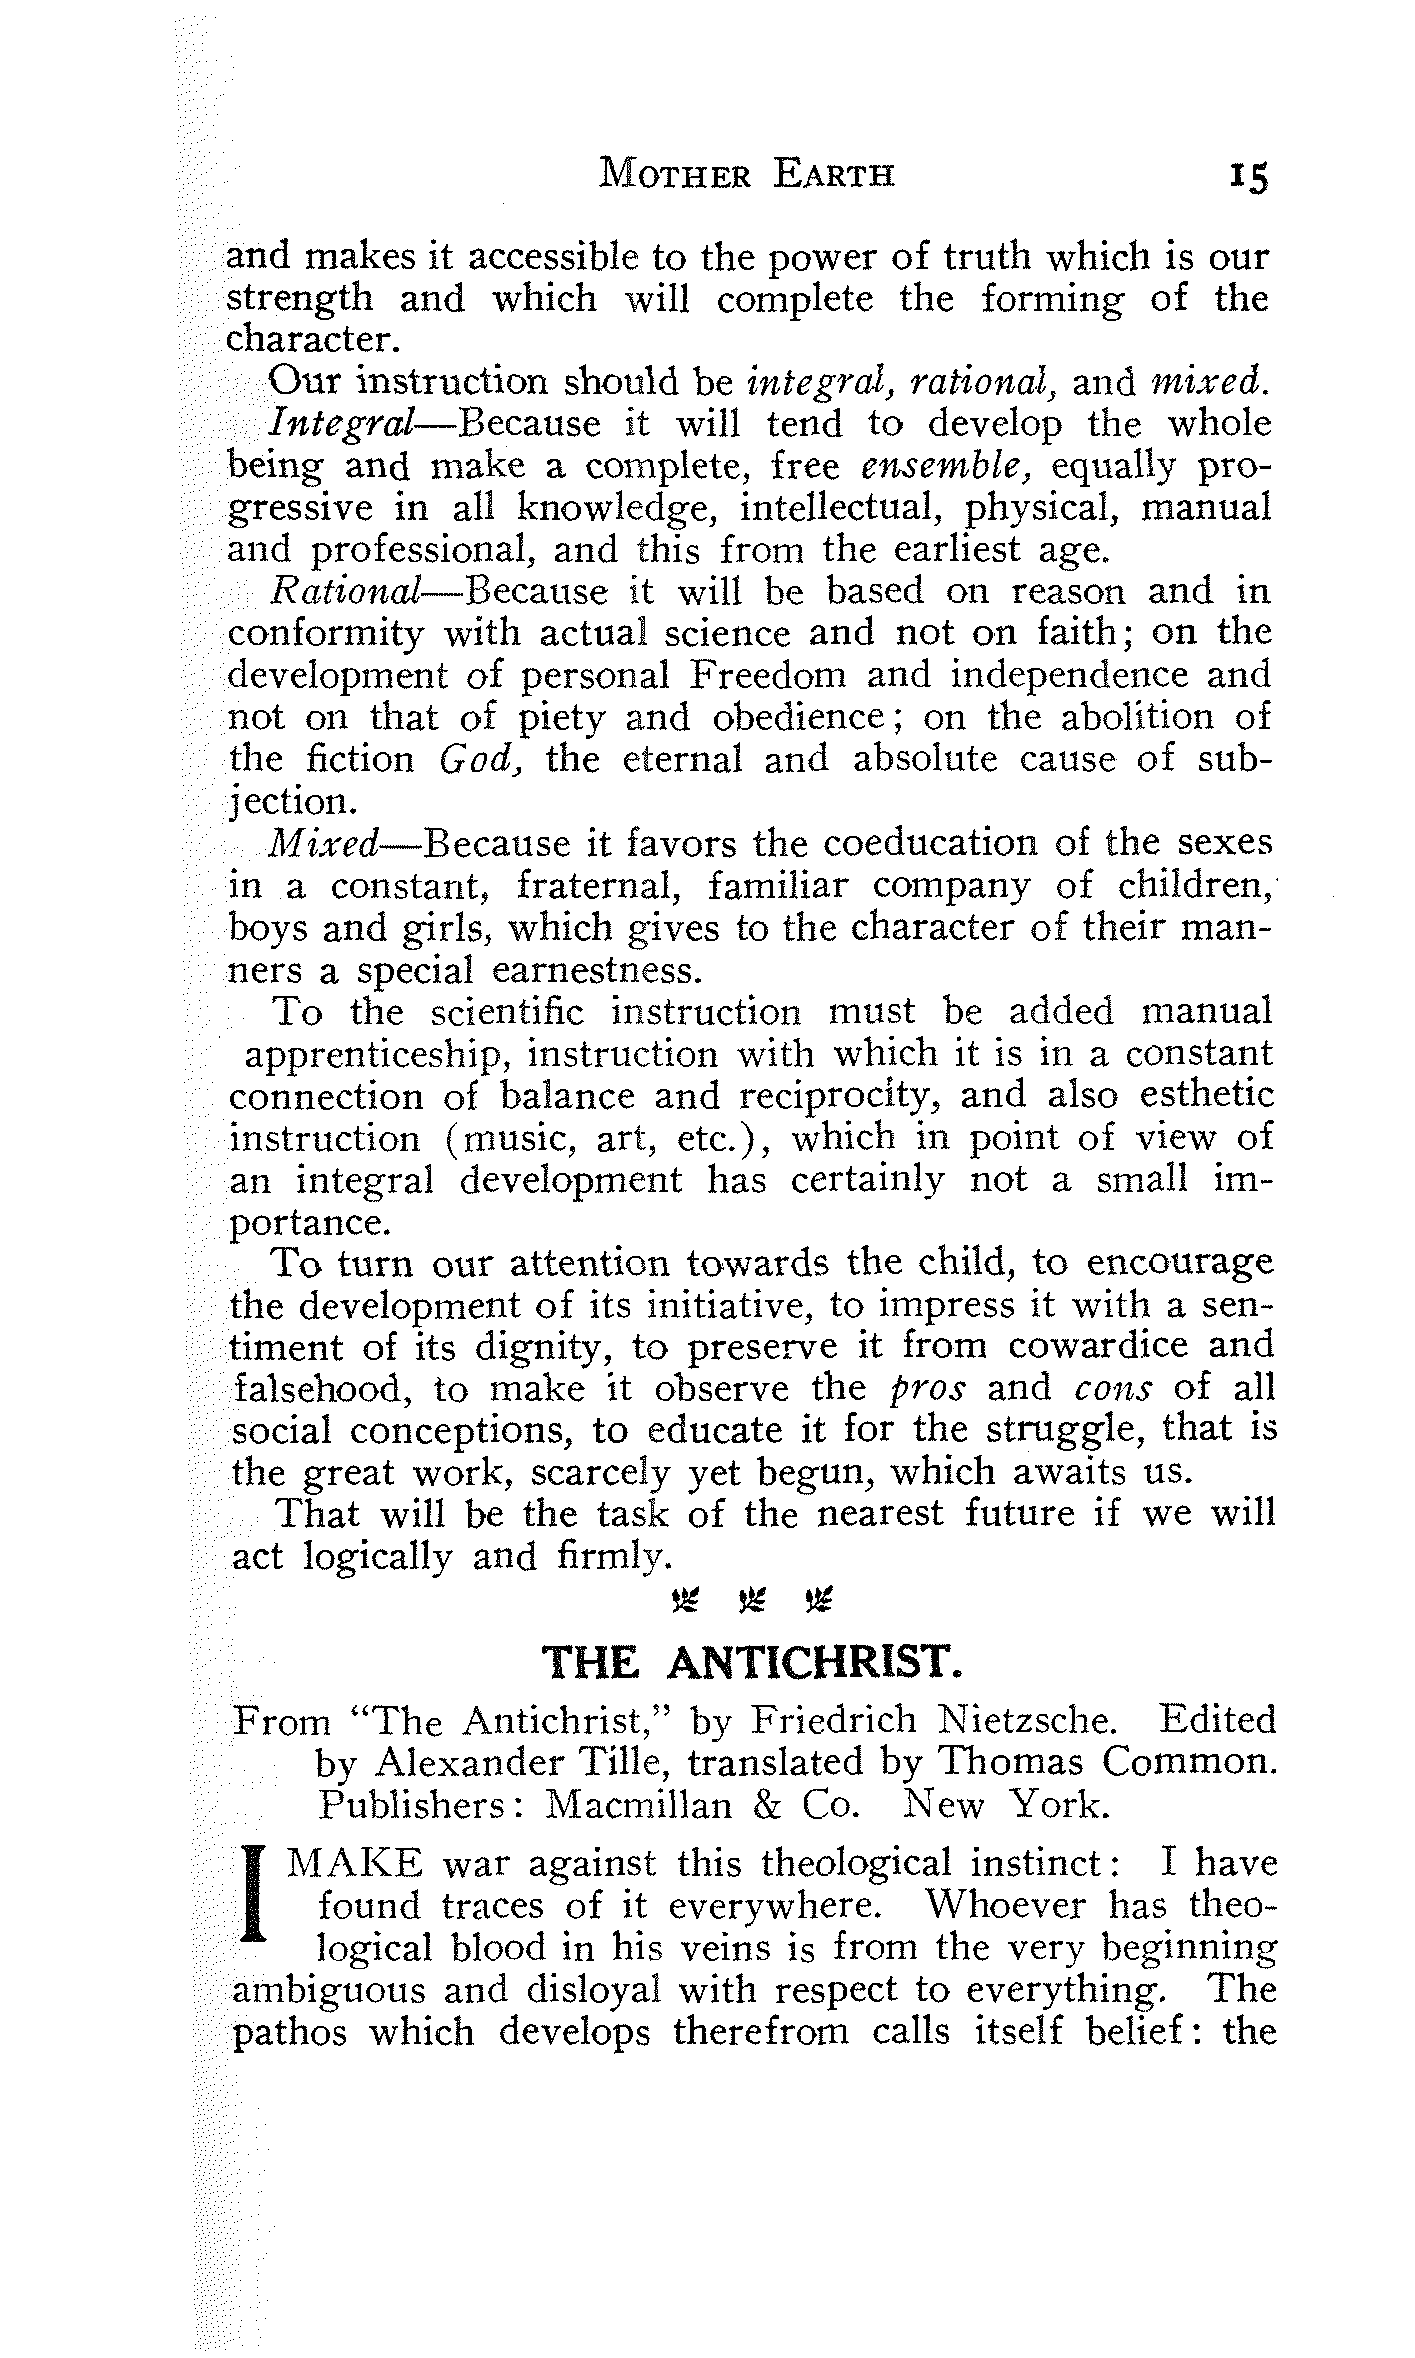 MOTHER EARTH 15
and makes it accessible to the power of truth which is our
strength and which will complete the forming of the
character.
Our instruction should be integral, rational, and mixed.
Integral—Because it will tend to develop the whole
being and make a complete, free ensemble, equally pro-
gressive in all knowledge, intellectual, physical, manual
and professional, and this from the earliest age.
Rational—Because it will be based on reason and in
conformity with actual science and not on faith; on the
development of personal Freedom and independence and
not on that of piety and obedience; on the abolition of
the fiction God, the eternal and absolute cause of sub-
jection.
Mixed—Because it favors the coeducation of the sexes
in a constant, fraternal, familiar company of children,
boys and girls, which gives to the character of their man-
ners a special earnestness.
To the scientific instruction must be added manual
apprenticeship, instruction with which it is in a constant
connection of balance and reciprocity, and also esthetic
instruction (music, art, etc.), which in point of view of
an integral development has certainly not a small im-
portance.
To turn our attention towards the child, to encourage
the development of its initiative, to impress it with a sen-
timent of its dignity, to preserve it from cowardice and
falsehood, to make it observe the pros and cons of all
social conceptions, to educate it for the struggle, that is
the great work, scarcely yet begun, which awaits us.
That will be the task of the nearest future if we will
act logically and firmly.
THE ANTICHRIST.
From “The Antichrist,” by Friedrich Nietzsche. Edited
by Alexander Tille, translated by Thomas Common.
Publishers: Macmillan & Co. New York.
I MAKE war against this theological instinct: I have
found traces of it everywhere. Whoever has theo-
logical blood in his veins is from the very beginning
ambiguous and disloyal with respect to everything. The
pathos which develops therefrom calls itself belief: the